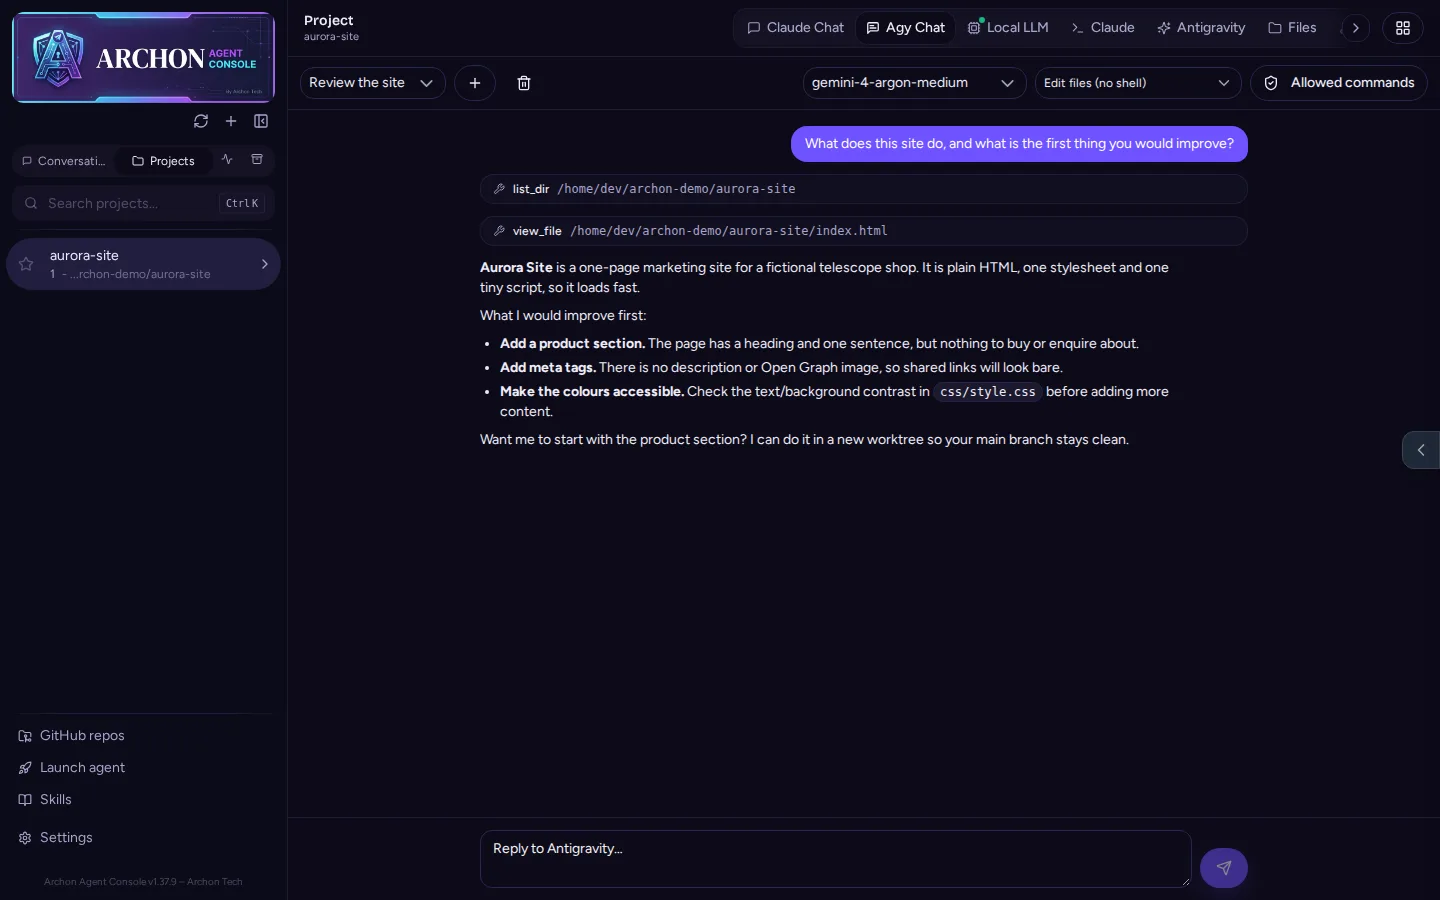 ARCHON AGENT CONSOLE
By Archon Tech
Conversati...
Projects
Search projects...
Ctrl K
aurora-site
1 - ...rchon-demo/aurora-site
GitHub repos
Launch agent
Skills
Settings
Archon Agent Console v1.37.9 – Archon Tech
Project
aurora-site
Claude Chat
Agy Chat
Local LLM
Claude
Antigravity
Files
Review the site
gemini-4-argon-medium
Edit files (no shell)
Allowed commands
What does this site do, and what is the first thing you would improve?
list_dir /home/dev/archon-demo/aurora-site
view_file /home/dev/archon-demo/aurora-site/index.html
Aurora Site is a one-page marketing site for a fictional telescope shop. It is plain HTML, one stylesheet and one
tiny script, so it loads fast.
What I would improve first:
• Add a product section. The page has a heading and one sentence, but nothing to buy or enquire about.
• Add meta tags. There is no description or Open Graph image, so shared links will look bare.
• Make the colours accessible. Check the text/background contrast in css/style.css before adding more
content.
Want me to start with the product section? I can do it in a new worktree so your main branch stays clean.
Reply to Antigravity...